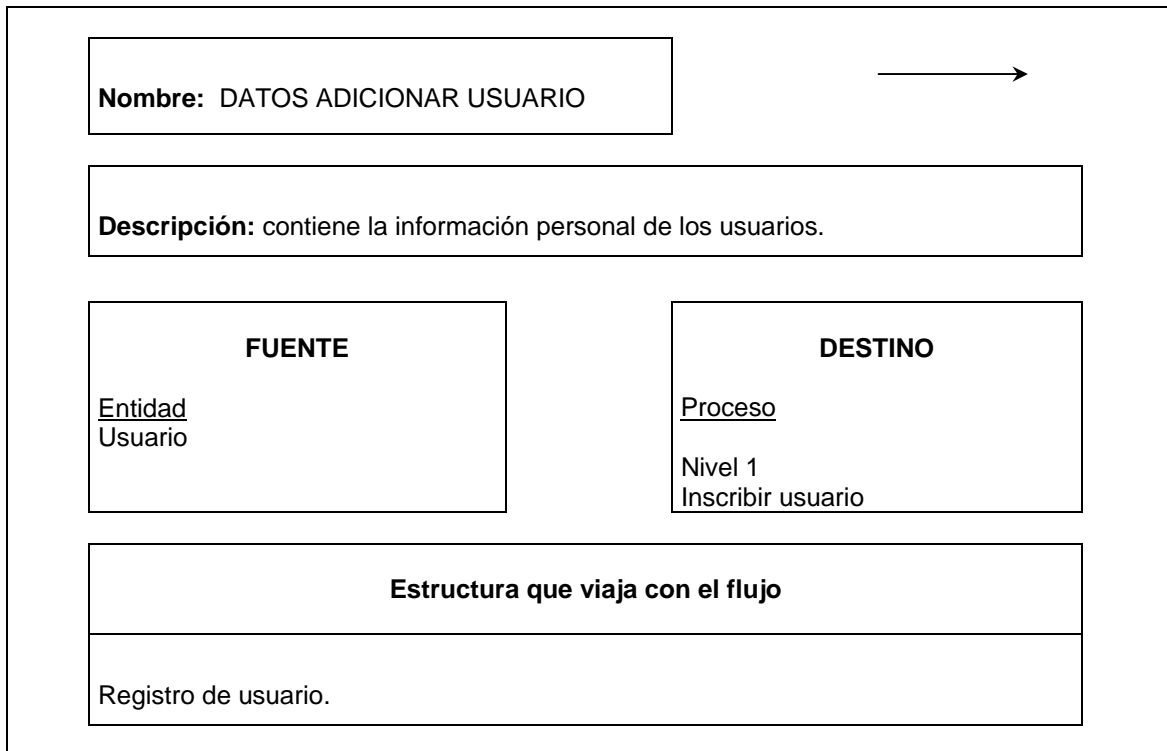 Nombre: DATOS ADICIONAR USUARIO
Descripción: contiene la información personal de los usuarios.
FUENTE
Entidad
Usuario
DESTINO
Proceso
Nivel 1
Inscribir usuario
Estructura que viaja con el flujo
Registro de usuario.